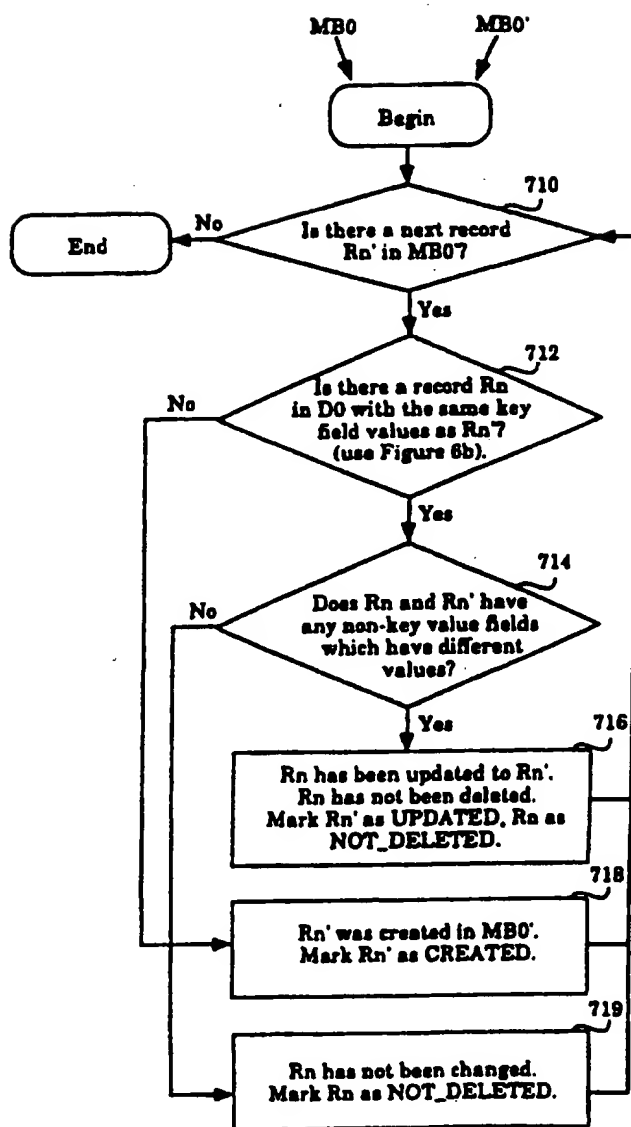 MB0 MB0'
Begin
710
Is there a next record
Rn' in MB0'?
No
End
Yes
712
Is there a record Rn
in D0 with the same key
field values as Rn'?
(use Figure 6b).
No
Yes
714
Does Rn and Rn' have
any non-key value fields
which have different
values?
No
Yes
716
Rn has been updated to Rn'.
Rn has not been deleted.
Mark Rn' as UPDATED, Rn as
NOT_DELETED.
718
Rn' was created in MB0'.
Mark Rn' as CREATED.
719
Rn has not been changed.
Mark Rn as NOT_DELETED.